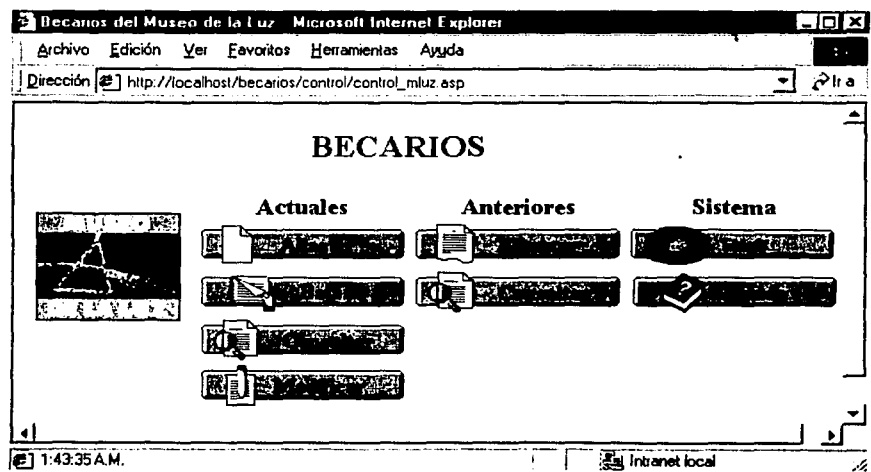 Becarios del Museo de la Luz Microsoft Internet Explorer
Archivo Edición Ver Favoritos Herramientas Ayuda
Dirección http://localhost/becarios/control/control_mluz.asp Ir a
BECARIOS
Actuales Anteriores Sistema
1:43:35 A.M. Intranet local